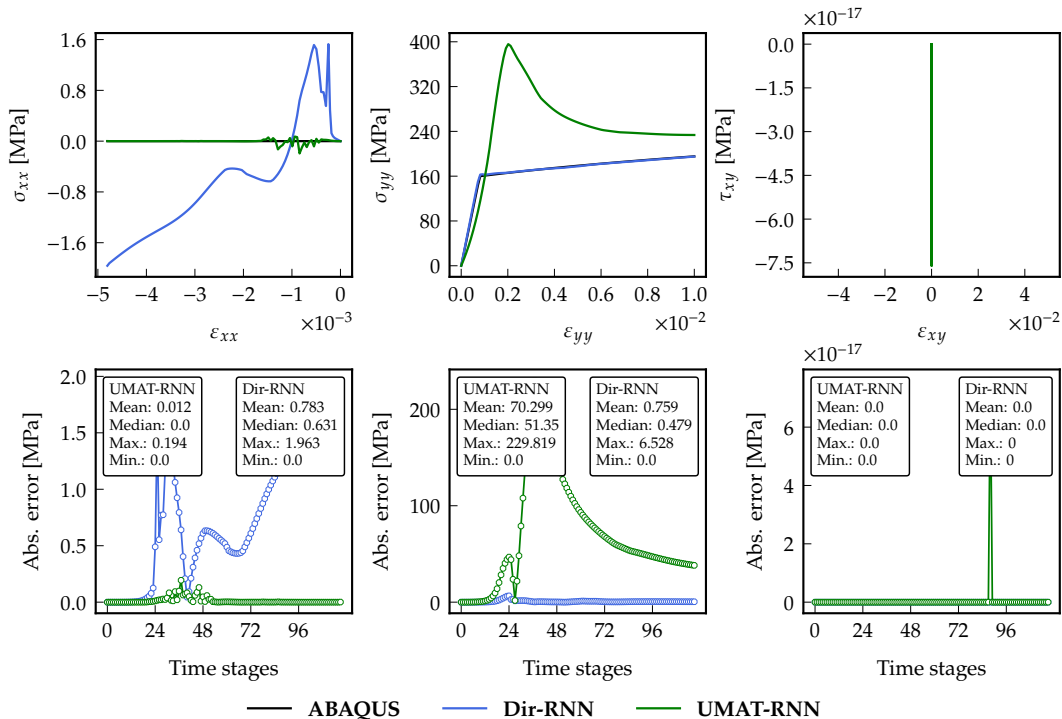 1.6
0.8
0.0
−0.8
−1.6
σxx [MPa]
−5 −4 −3 −2 −1 0
×10−3
εxx
400
320
240
160
80
0
σyy [MPa]
0.0 0.2 0.4 0.6 0.8 1.0
×10−2
εyy
×10−17
0.0
−1.5
−3.0
−4.5
−6.0
−7.5
τxy [MPa]
−4 −2 0 2 4
×10−2
εxy
2.0
1.5
1.0
0.5
0.0
Abs. error [MPa]
UMAT-RNN
Mean: 0.012
Median: 0.0
Max.: 0.194
Min.: 0.0
Dir-RNN
Mean: 0.783
Median: 0.631
Max.: 1.963
Min.: 0.0
0 24 48 72 96
Time stages
200
100
0
Abs. error [MPa]
UMAT-RNN
Mean: 70.299
Median: 51.35
Max.: 229.819
Min.: 0.0
Dir-RNN
Mean: 0.759
Median: 0.479
Max.: 6.528
Min.: 0.0
0 24 48 72 96
Time stages
×10−17
6
4
2
0
Abs. error [MPa]
UMAT-RNN
Mean: 0.0
Median: 0.0
Max.: 0.0
Min.: 0.0
Dir-RNN
Mean: 0.0
Median: 0.0
Max.: 0
Min.: 0
0 24 48 72 96
Time stages
ABAQUS Dir-RNN UMAT-RNN